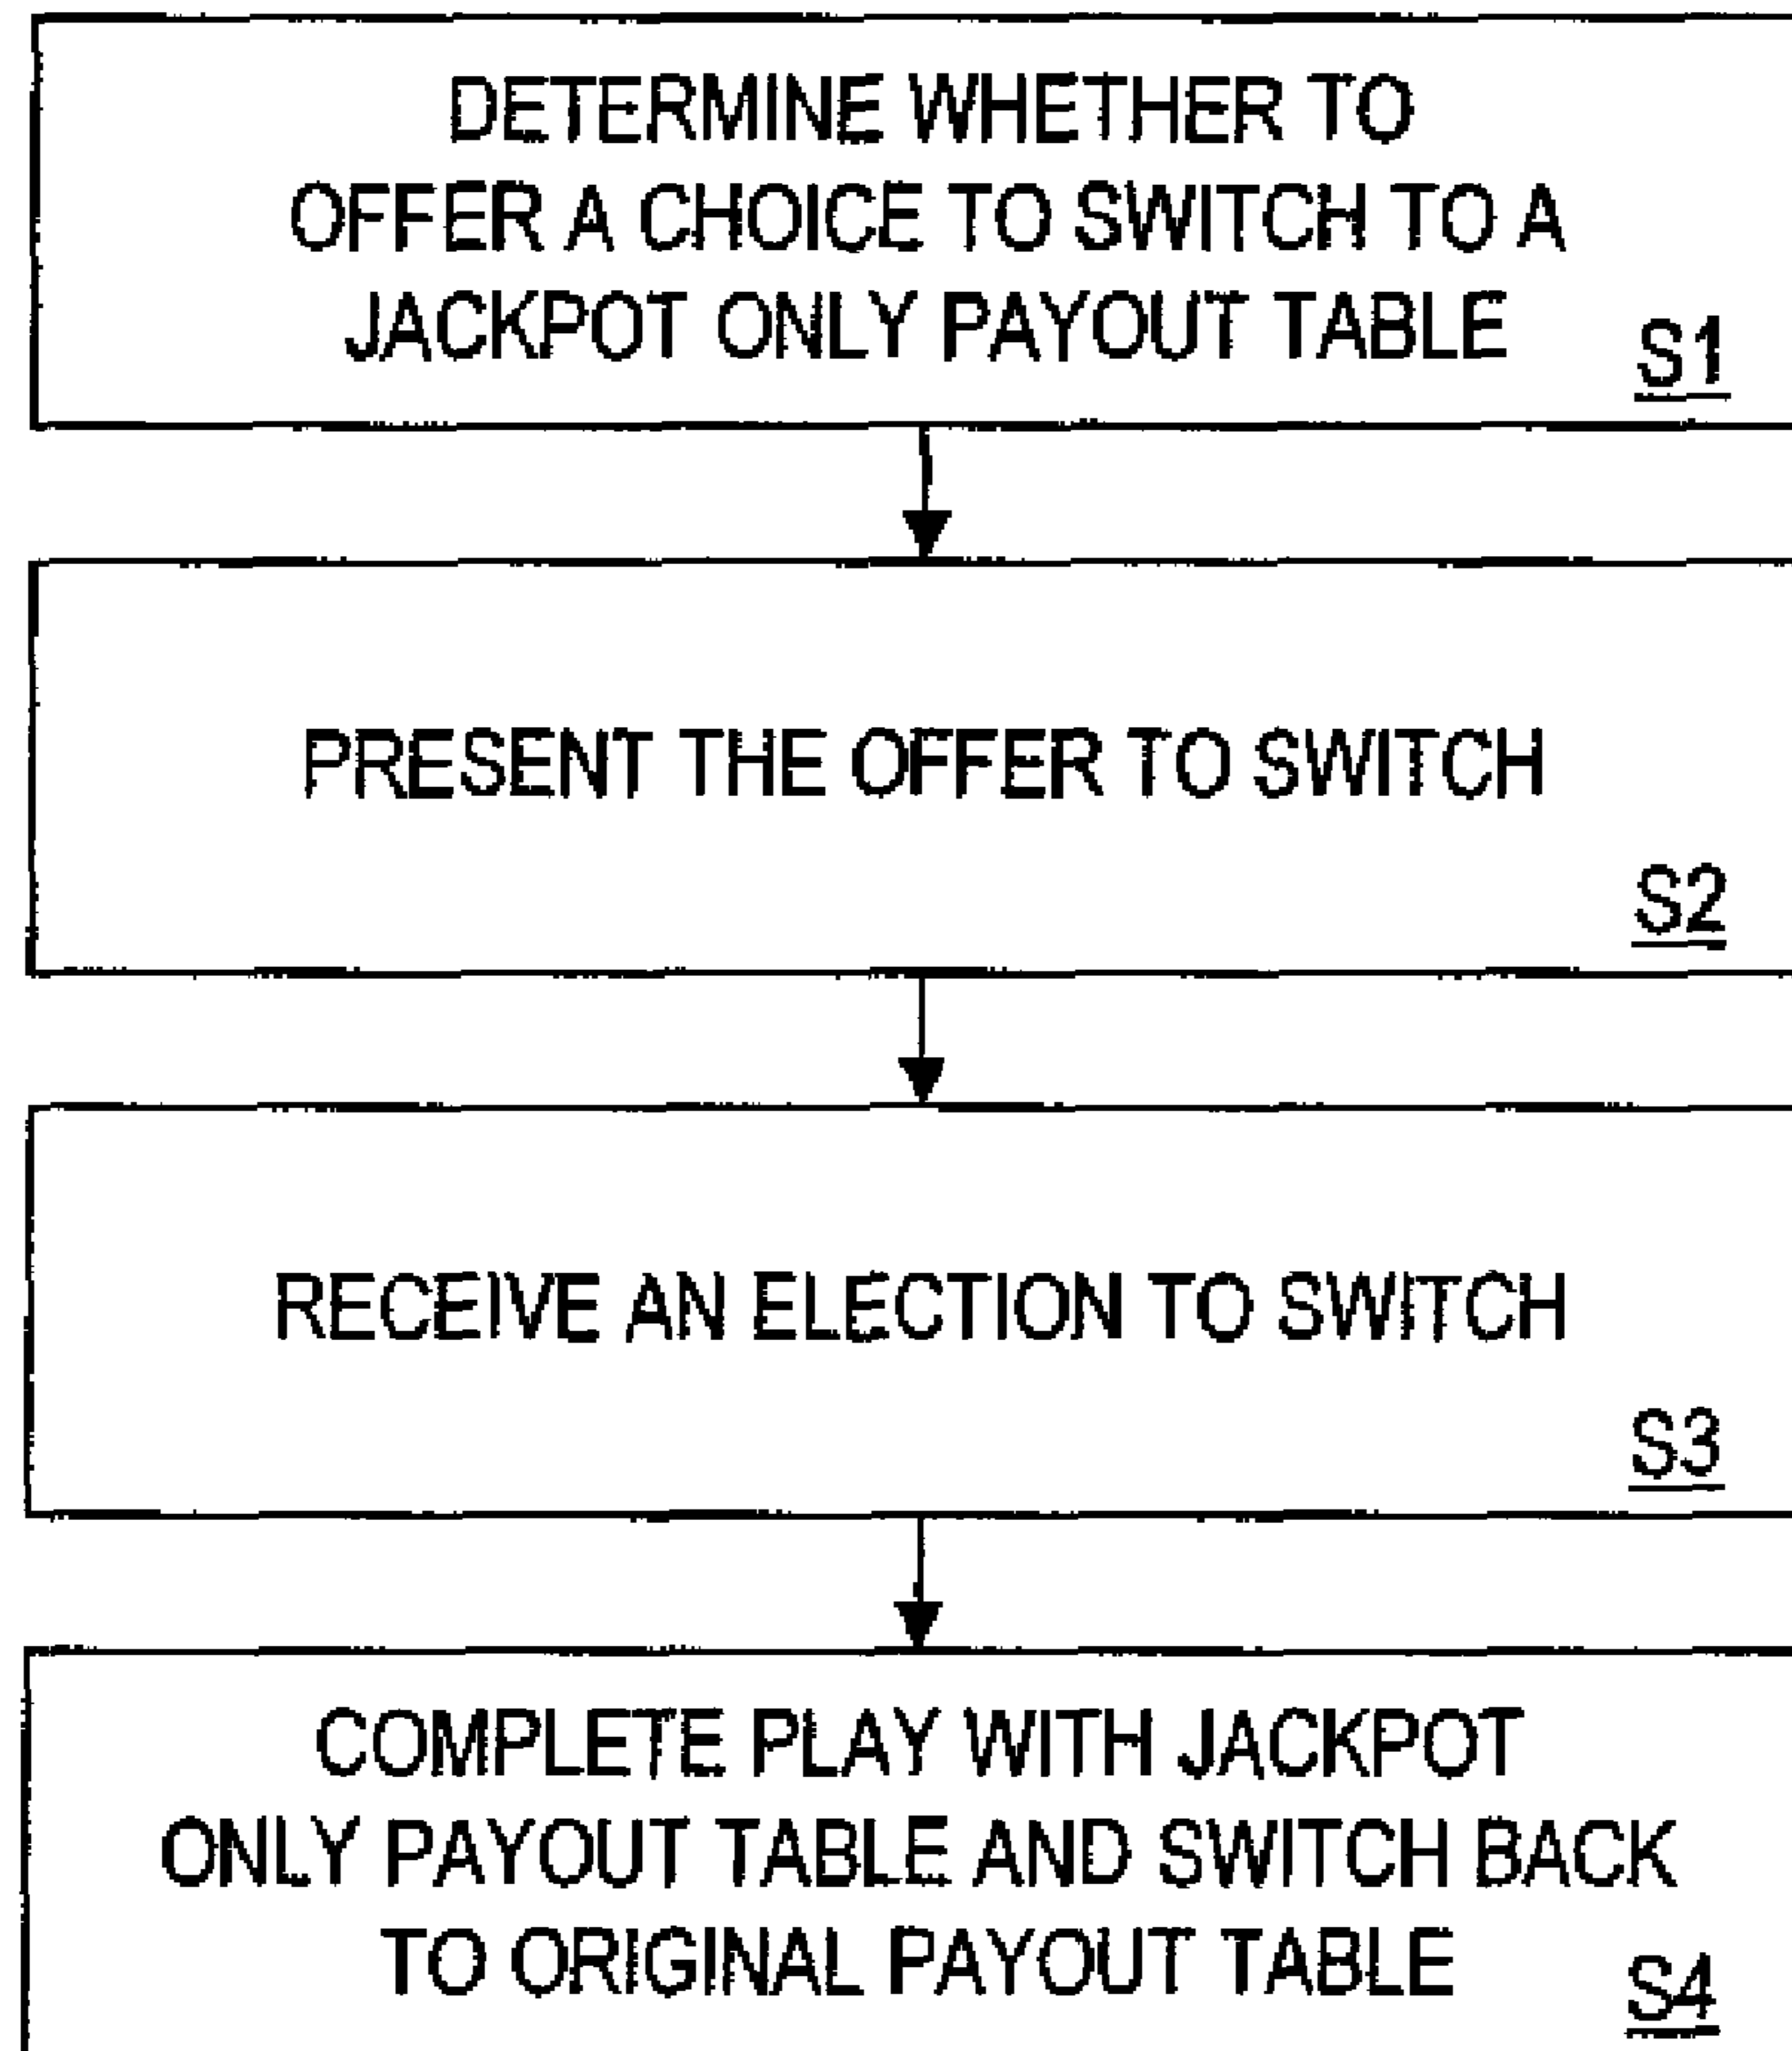 DETERMINE WHETHER TO
OFFER A CHOICE TO SWITCH TO A
JACKPOT ONLY PAYOUT TABLE
S1
PRESENT THE OFFER TO SWITCH
S2
RECEIVE AN ELECTION TO SWITCH
S3
COMPLETE PLAY WITH JACKPOT
ONLY PAYOUT TABLE AND SWITCH BACK
TO ORIGINAL PAYOUT TABLE
S4